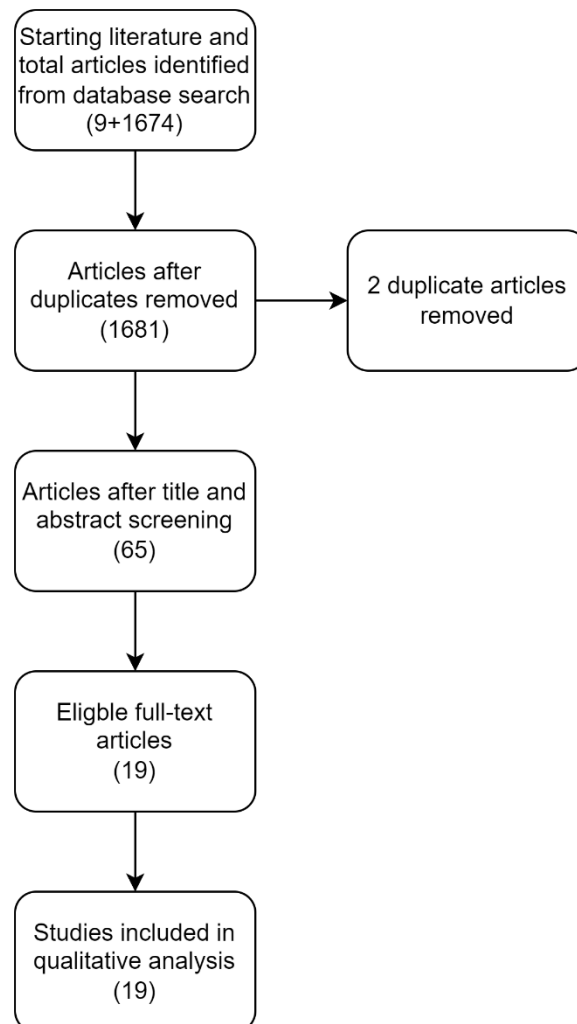 Starting literature and
total articles identified
from database search
(9+1674)
Articles after
duplicates removed
(1681)
2 duplicate articles
removed
Articles after title and
abstract screening
(65)
Eligble full-text
articles
(19)
Studies included in
qualitative analysis
(19)